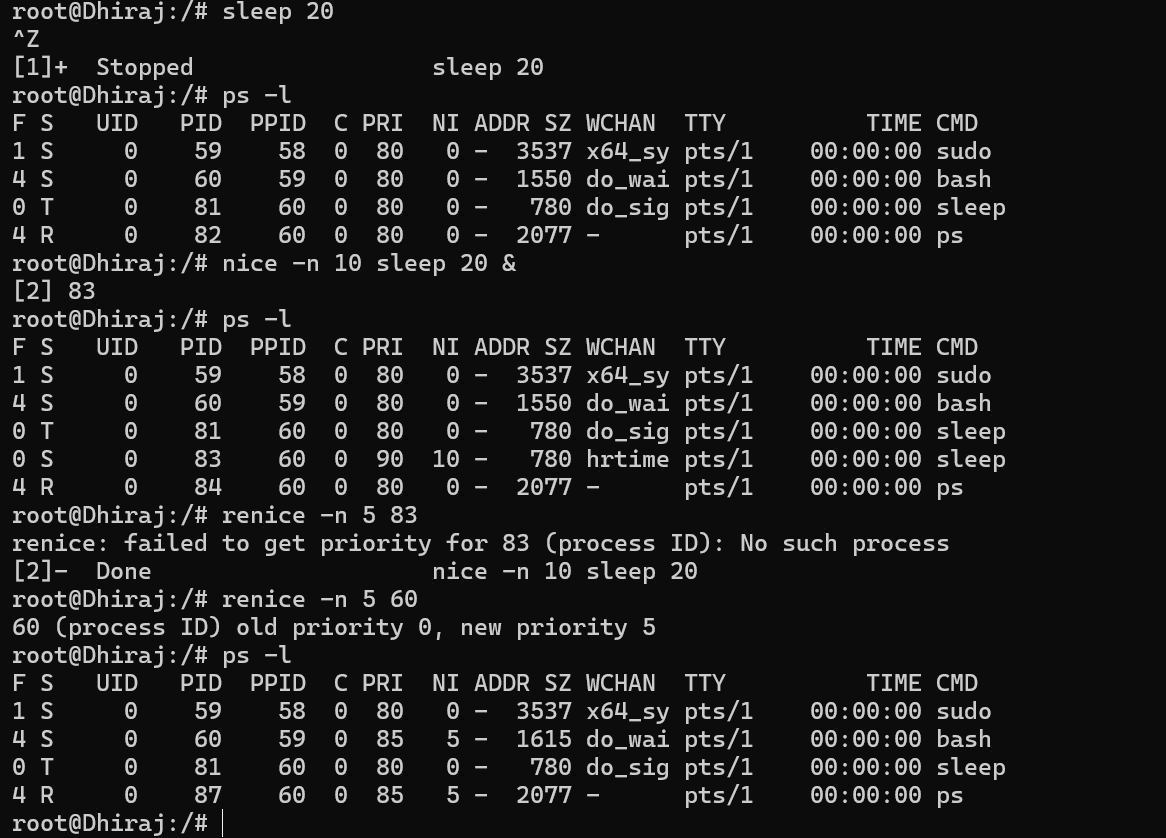 root@Dhiraj:/# sleep 20
^Z
[1]+  Stopped                 sleep 20
root@Dhiraj:/# ps -l
F S   UID   PID  PPID  C PRI  NI ADDR SZ WCHAN  TTY          TIME CMD
1 S     0    59    58  0  80   0 -  3537 x64_sy pts/1    00:00:00 sudo
4 S     0    60    59  0  80   0 -  1550 do_wai pts/1    00:00:00 bash
0 T     0    81    60  0  80   0 -   780 do_sig pts/1    00:00:00 sleep
4 R     0    82    60  0  80   0 -  2077 -      pts/1    00:00:00 ps
root@Dhiraj:/# nice -n 10 sleep 20 &
[2] 83
root@Dhiraj:/# ps -l
F S   UID   PID  PPID  C PRI  NI ADDR SZ WCHAN  TTY          TIME CMD
1 S     0    59    58  0  80   0 -  3537 x64_sy pts/1    00:00:00 sudo
4 S     0    60    59  0  80   0 -  1550 do_wai pts/1    00:00:00 bash
0 T     0    81    60  0  80   0 -   780 do_sig pts/1    00:00:00 sleep
0 S     0    83    60  0  90  10 -   780 hrtime pts/1    00:00:00 sleep
4 R     0    84    60  0  80   0 -  2077 -      pts/1    00:00:00 ps
root@Dhiraj:/# renice -n 5 83
renice: failed to get priority for 83 (process ID): No such process
[2]-  Done                    nice -n 10 sleep 20
root@Dhiraj:/# renice -n 5 60
60 (process ID) old priority 0, new priority 5
root@Dhiraj:/# ps -l
F S   UID   PID  PPID  C PRI  NI ADDR SZ WCHAN  TTY          TIME CMD
1 S     0    59    58  0  80   0 -  3537 x64_sy pts/1    00:00:00 sudo
4 S     0    60    59  0  85   5 -  1615 do_wai pts/1    00:00:00 bash
0 T     0    81    60  0  80   0 -   780 do_sig pts/1    00:00:00 sleep
4 R     0    87    60  0  85   5 -  2077 -      pts/1    00:00:00 ps
root@Dhiraj:/#